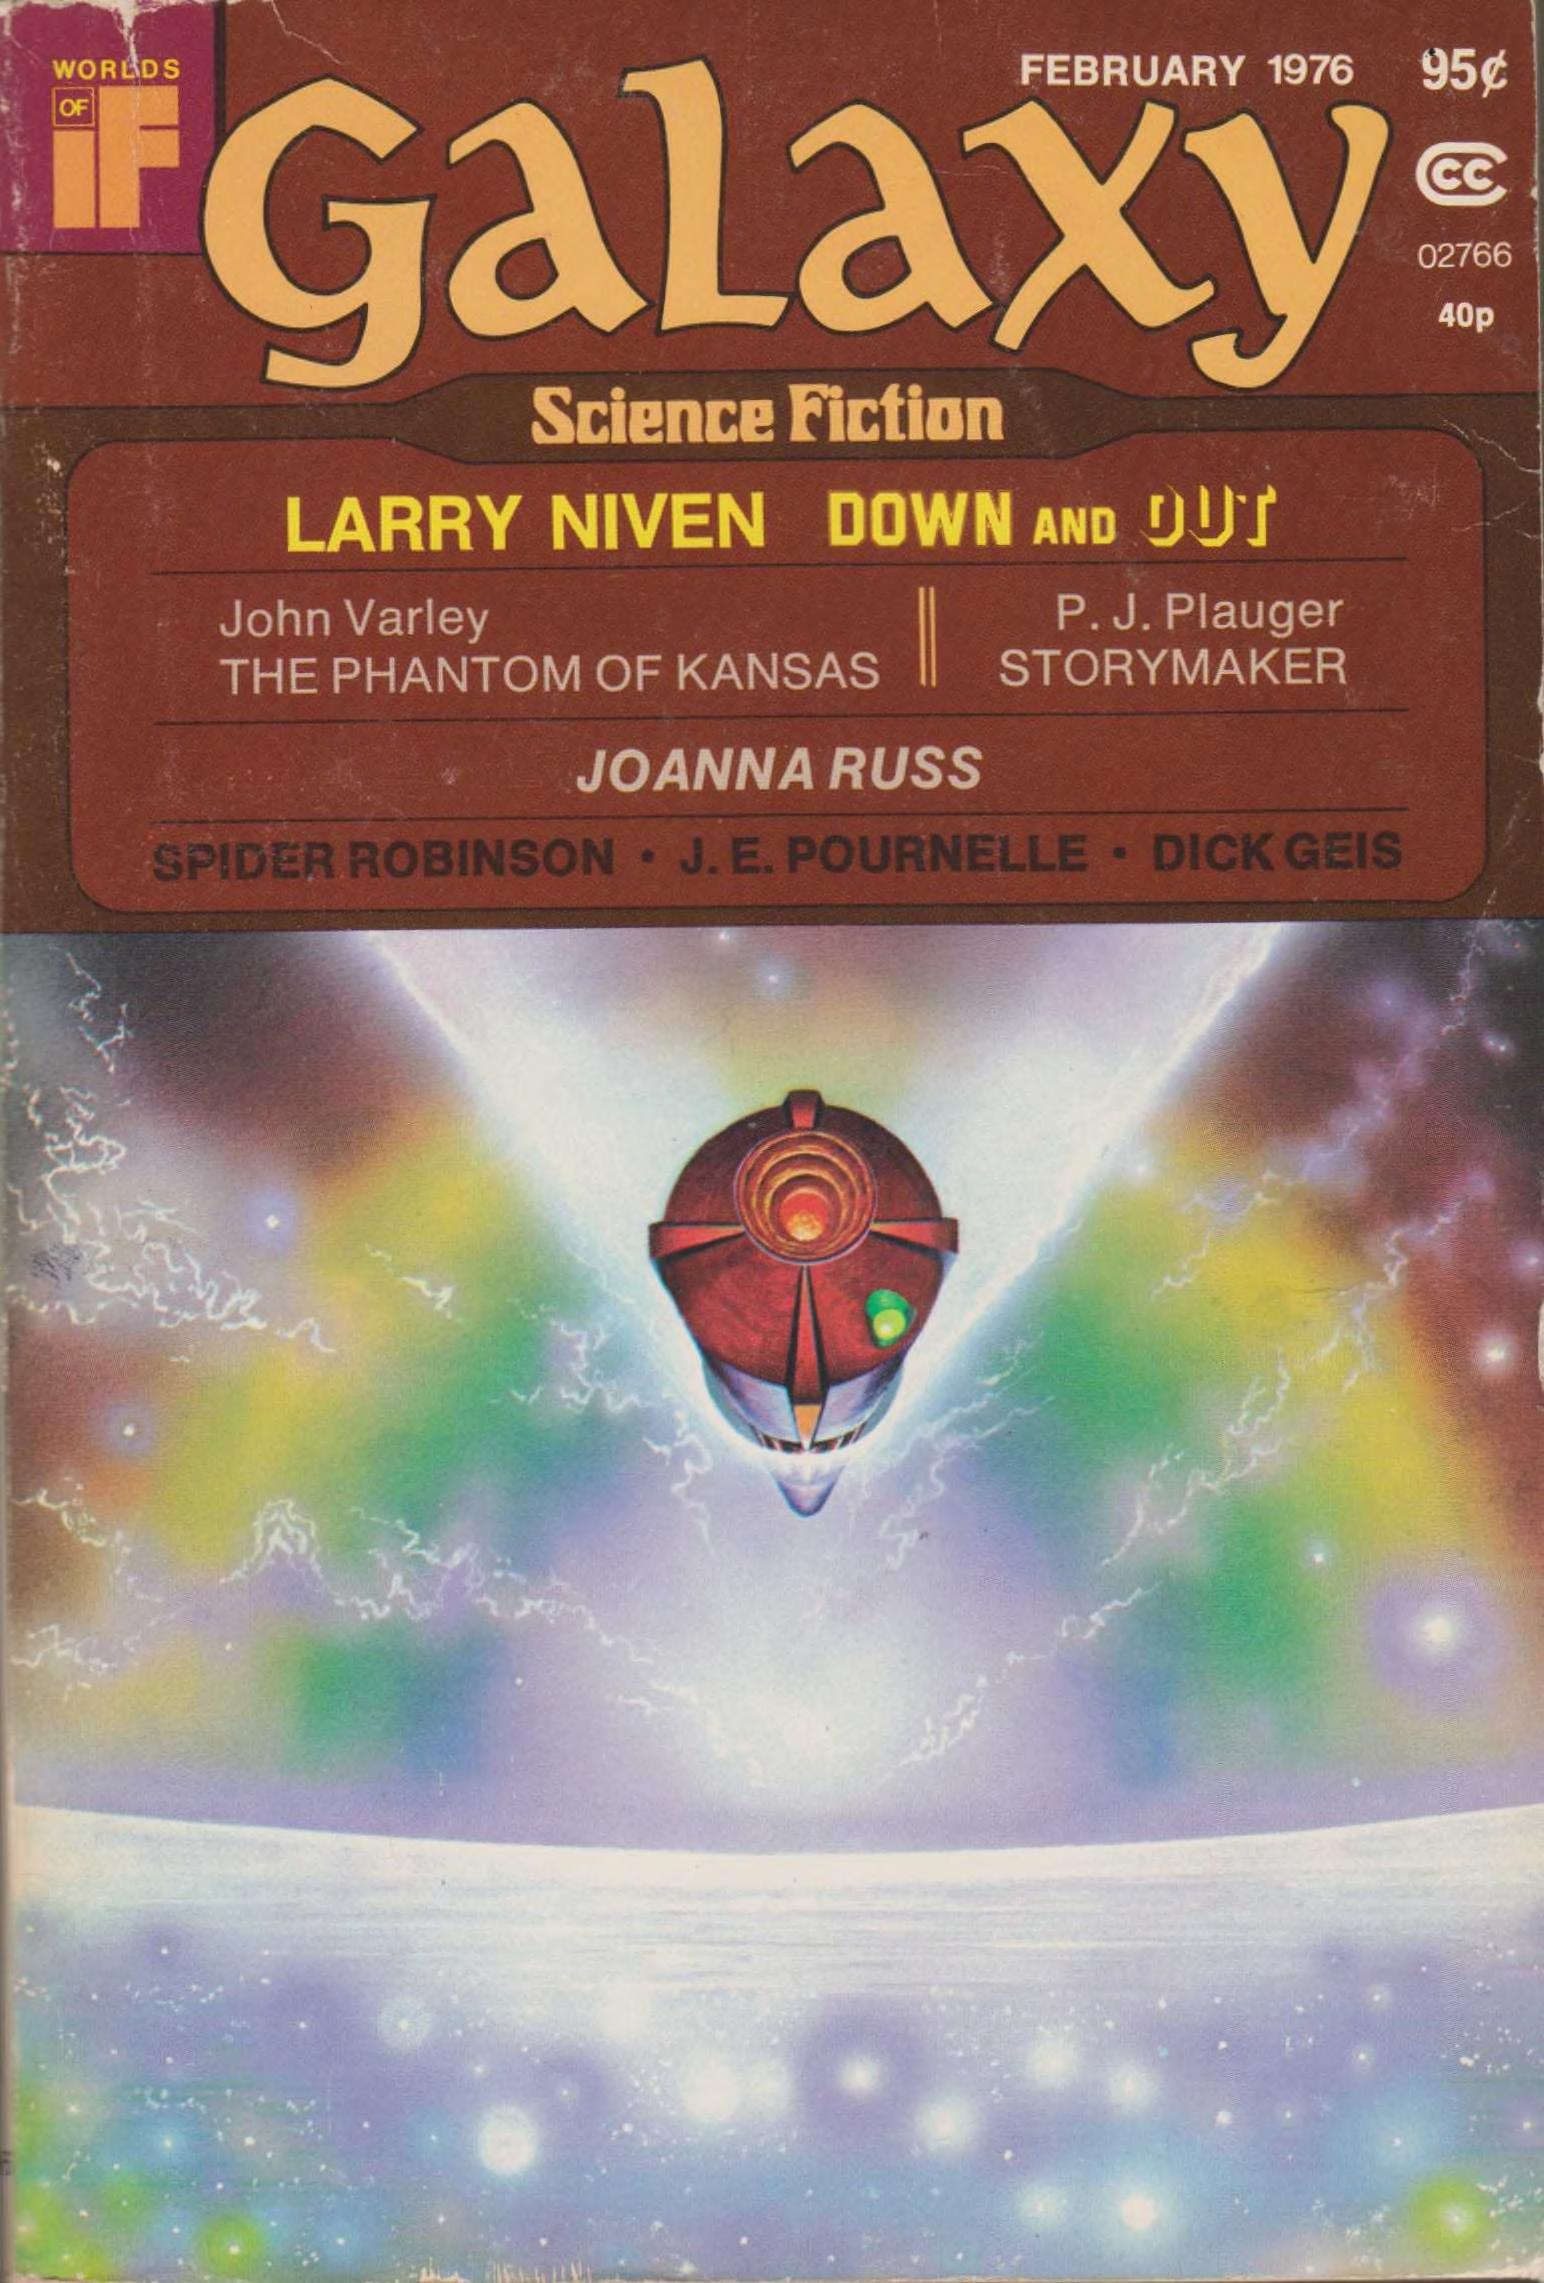 WORLDS
OF
iF
FEBRUARY 1976
95¢
Galaxy
CC
02766
40p
Science Fiction
LARRY NIVEN DOWN AND OUT
John Varley
THE PHANTOM OF KANSAS
P. J. Plauger
STORYMAKER
JOANNA RUSS
SPIDER ROBINSON • J. E. POURNELLE • DICK GEIS